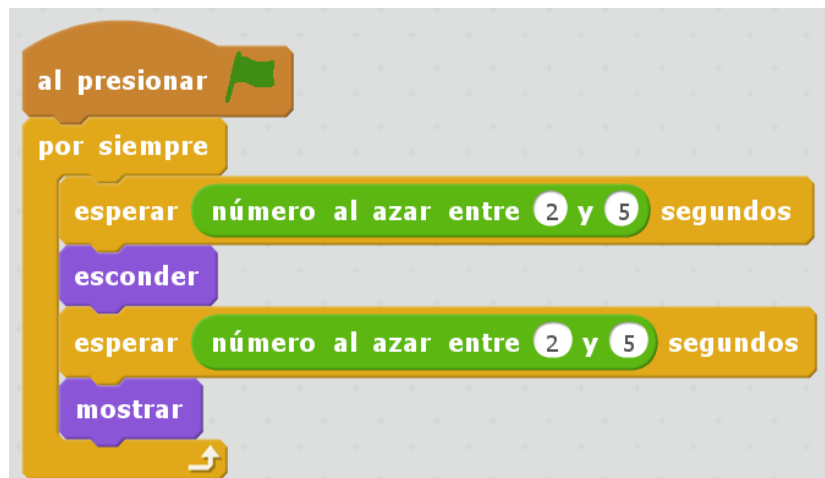 al presionar
por siempre
esperar número al azar entre 2 y 5 segundos
esconder
esperar número al azar entre 2 y 5 segundos
mostrar